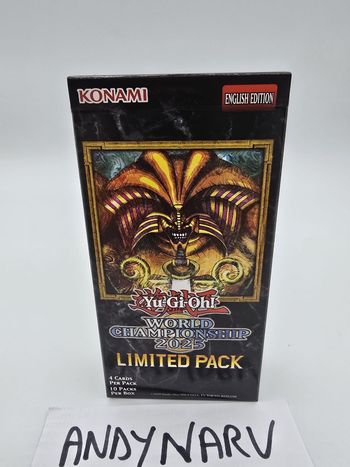 KONAMI
ENGLISH EDITION
Yu-Gi-Oh!
WORLD
CHAMPIONSHIP
2025
LIMITED PACK
4 CARDS
PER PACK
10 PACKS
PER BOX
ANDYNARV